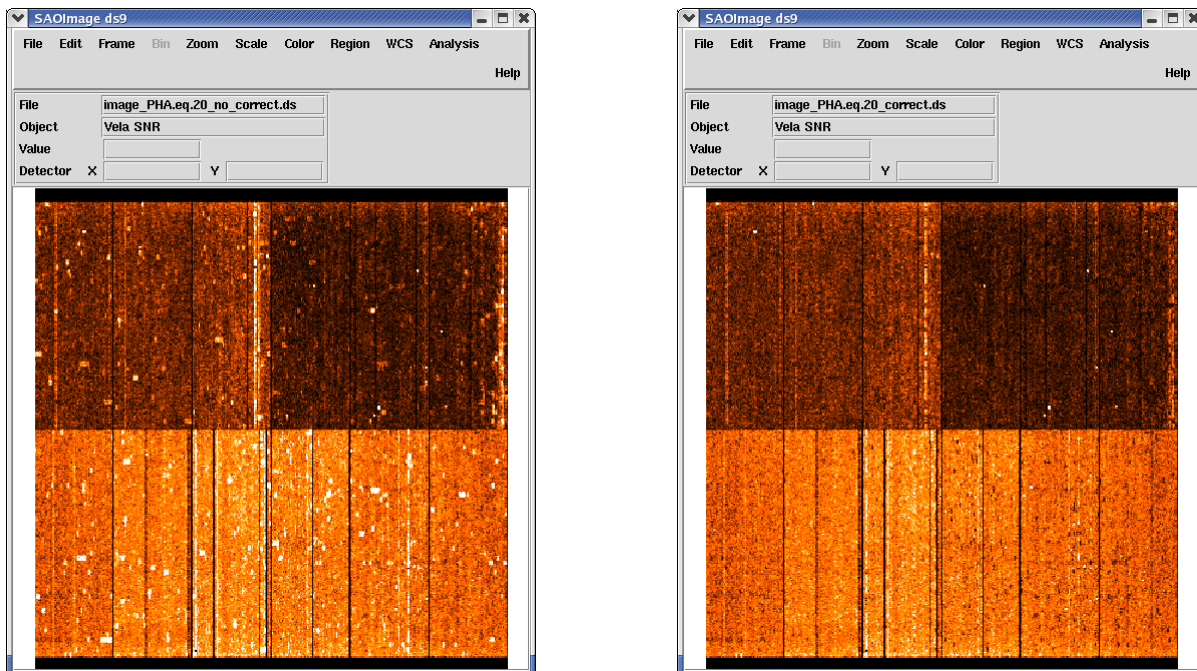 SAOImage ds9
File Edit Frame Bin Zoom Scale Color Region WCS Analysis
Help
File image_PHA.eq.20_no_correct.ds
Object Vela SNR
Value
Detector X Y
SAOImage ds9
File Edit Frame Bin Zoom Scale Color Region WCS Analysis
Help
File image_PHA.eq.20_correct.ds
Object Vela SNR
Value
Detector X Y